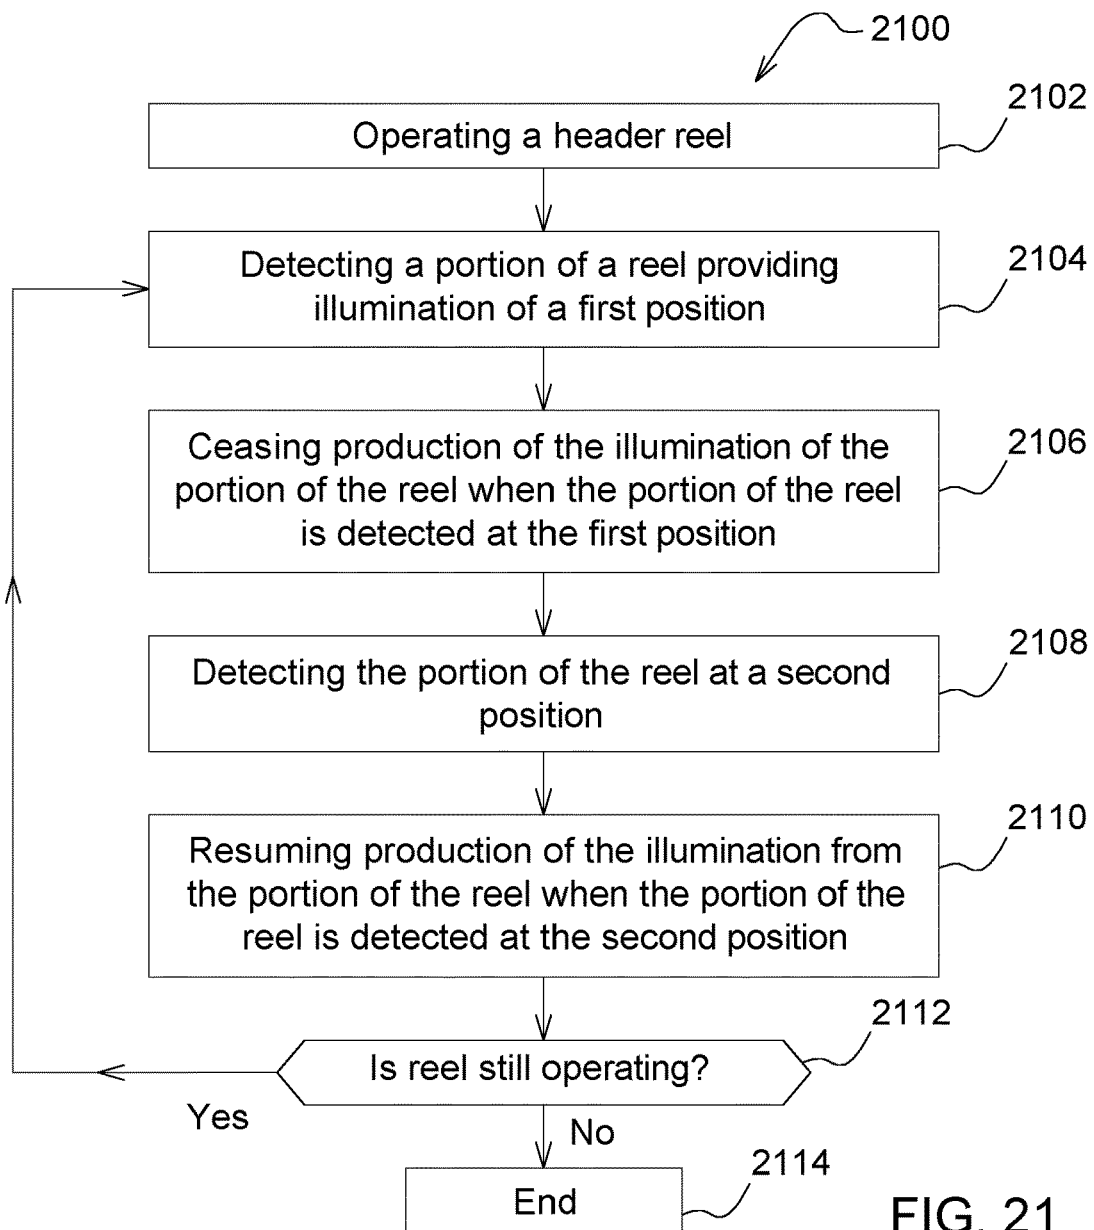 2100
Operating a header reel
2102
Detecting a portion of a reel providing
illumination of a first position
2104
Ceasing production of the illumination of the
portion of the reel when the portion of the reel
is detected at the first position
2106
Detecting the portion of the reel at a second
position
2108
Resuming production of the illumination from
the portion of the reel when the portion of the
reel is detected at the second position
2110
Is reel still operating?
2112
Yes
No
End
2114
FIG. 21